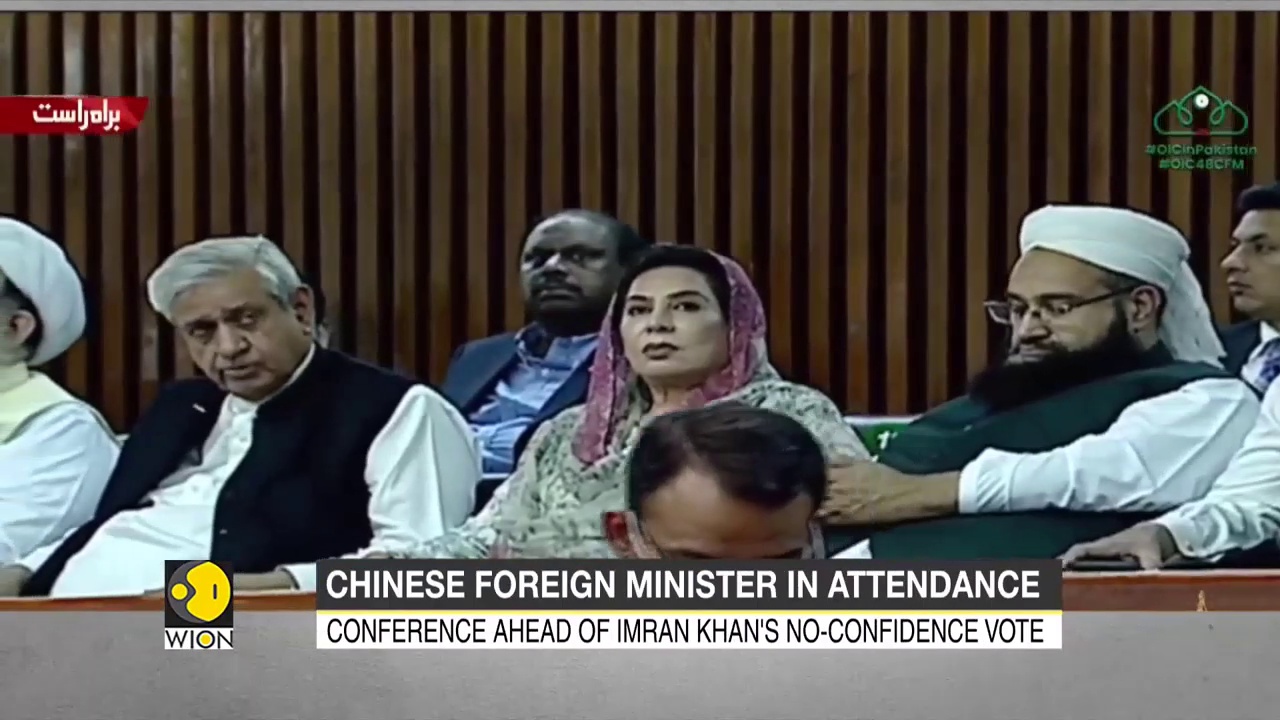 براہ راست
#OICinPakistan
#OIC48CFM
CHINESE FOREIGN MINISTER IN ATTENDANCE
CONFERENCE AHEAD OF IMRAN KHAN'S NO-CONFIDENCE VOTE
WION